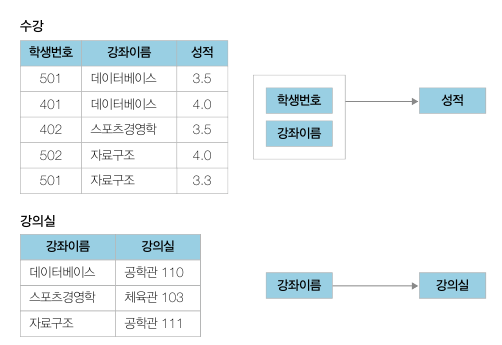 수강
학생번호 강좌이름 성적
501 데이터베이스 3.5
401 데이터베이스 4.0
402 스포츠경영학 3.5
502 자료구조 4.0
501 자료구조 3.3
학생번호
강좌이름
성적
강의실
강좌이름 강의실
데이터베이스 공학관 110
스포츠경영학 체육관 103
자료구조 공학관 111
강좌이름 강의실